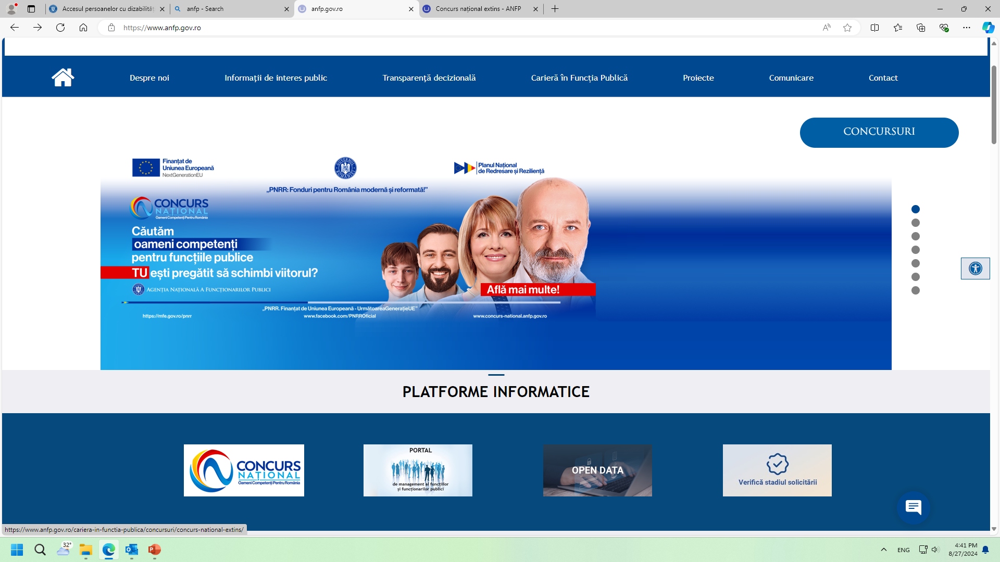 Accesul persoanelor cu dizabilităț
anfp - Search
anfp.gov.ro
Concurs național extins - ANFP
https://www.anfp.gov.ro
Despre noi
Informații de interes public
Transparență decizională
Carieră în Funcția Publică
Proiecte
Comunicare
Contact
CONCURSURI
Finanțat de
Uniunea Europeană
NextGenerationEU
GUVERNUL ROMÂNIEI
Planul Național
de Redresare și Reziliență
„PNRR: Fonduri pentru România modernă și reformată!”
CONCURS
NAȚIONAL
Oameni Competenți Pentru România
Căutăm
oameni competenți
pentru funcțiile publice
TU ești pregătit să schimbi viitorul?
AGENȚIA NAȚIONALĂ A FUNCȚIONARILOR PUBLICI
Află mai multe!
„PNRR. Finanțat de Uniunea Europeană - UrmătoareaGenerațieUE”
https://mfe.gov.ro/pnrr
www.facebook.com/PNRROficial
www.concurs-national.anfp.gov.ro
PLATFORME INFORMATICE
CONCURS
NAȚIONAL
Oameni Competenți Pentru România
PORTAL
de management al funcțiilor
și funcționarilor publici
OPEN DATA
Verifică stadiul solicitării
https://www.anfp.gov.ro/cariera-in-functia-publica/concursuri/concurs-national-extins/
32°
ENG
4:41 PM
8/27/2024